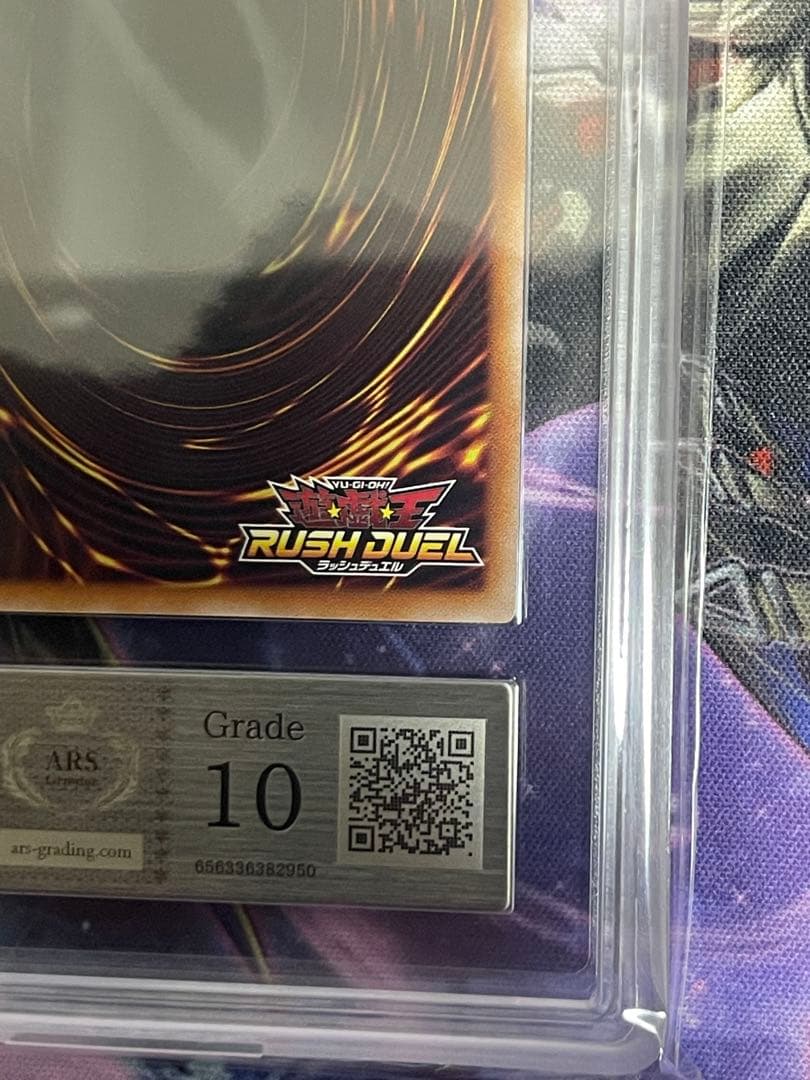 YU-GI-OH!
遊戯王
RUSH DUEL
ラッシュデュエル
ARS
ars-grading.com
Grade
10
656336382950